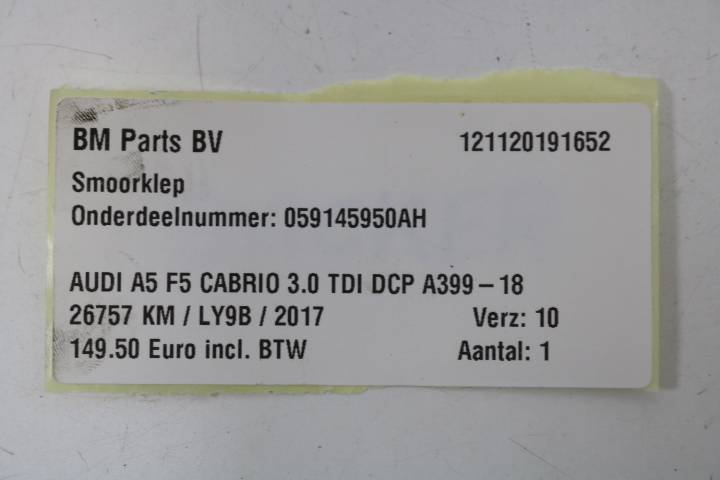 BM Parts BV 121120191652
Smoorklep
Onderdeelnummer: 059145950AH
AUDI A5 F5 CABRIO 3.0 TDI DCP A399-18
26757 KM / LY9B / 2017 Verz: 10
149.50 Euro incl. BTW Aantal: 1